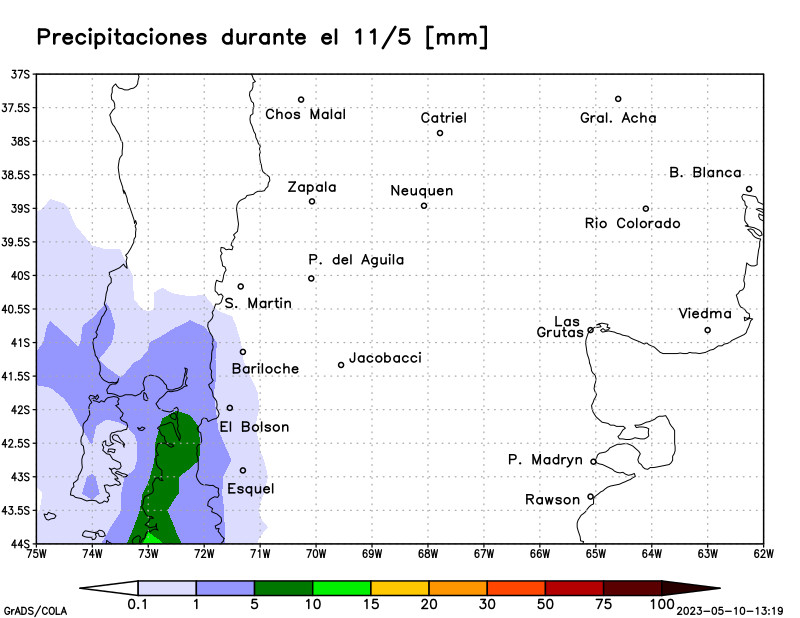 Precipitaciones durante el 11/5 [mm]
37S
37.5S
Chos Malal
Catriel
Gral. Acha
38S
38.5S
B. Blanca
Zapala
Neuquen
39S
Rio Colorado
39.5S
P. del Aguila
40S
S. Martin
40.5S
Viedma
Las
Grutas
41S
Jacobacci
Bariloche
41.5S
42S
El Bolson
42.5S
P. Madryn
43S
Esquel
Rawson
43.5S
44S
75W 74W 73W 72W 71W 70W 69W 68W 67W 66W 65W 64W 63W 62W
0.1 1 5 10 15 20 30 50 75 100
GrADS/COLA
2023-05-10-13:19